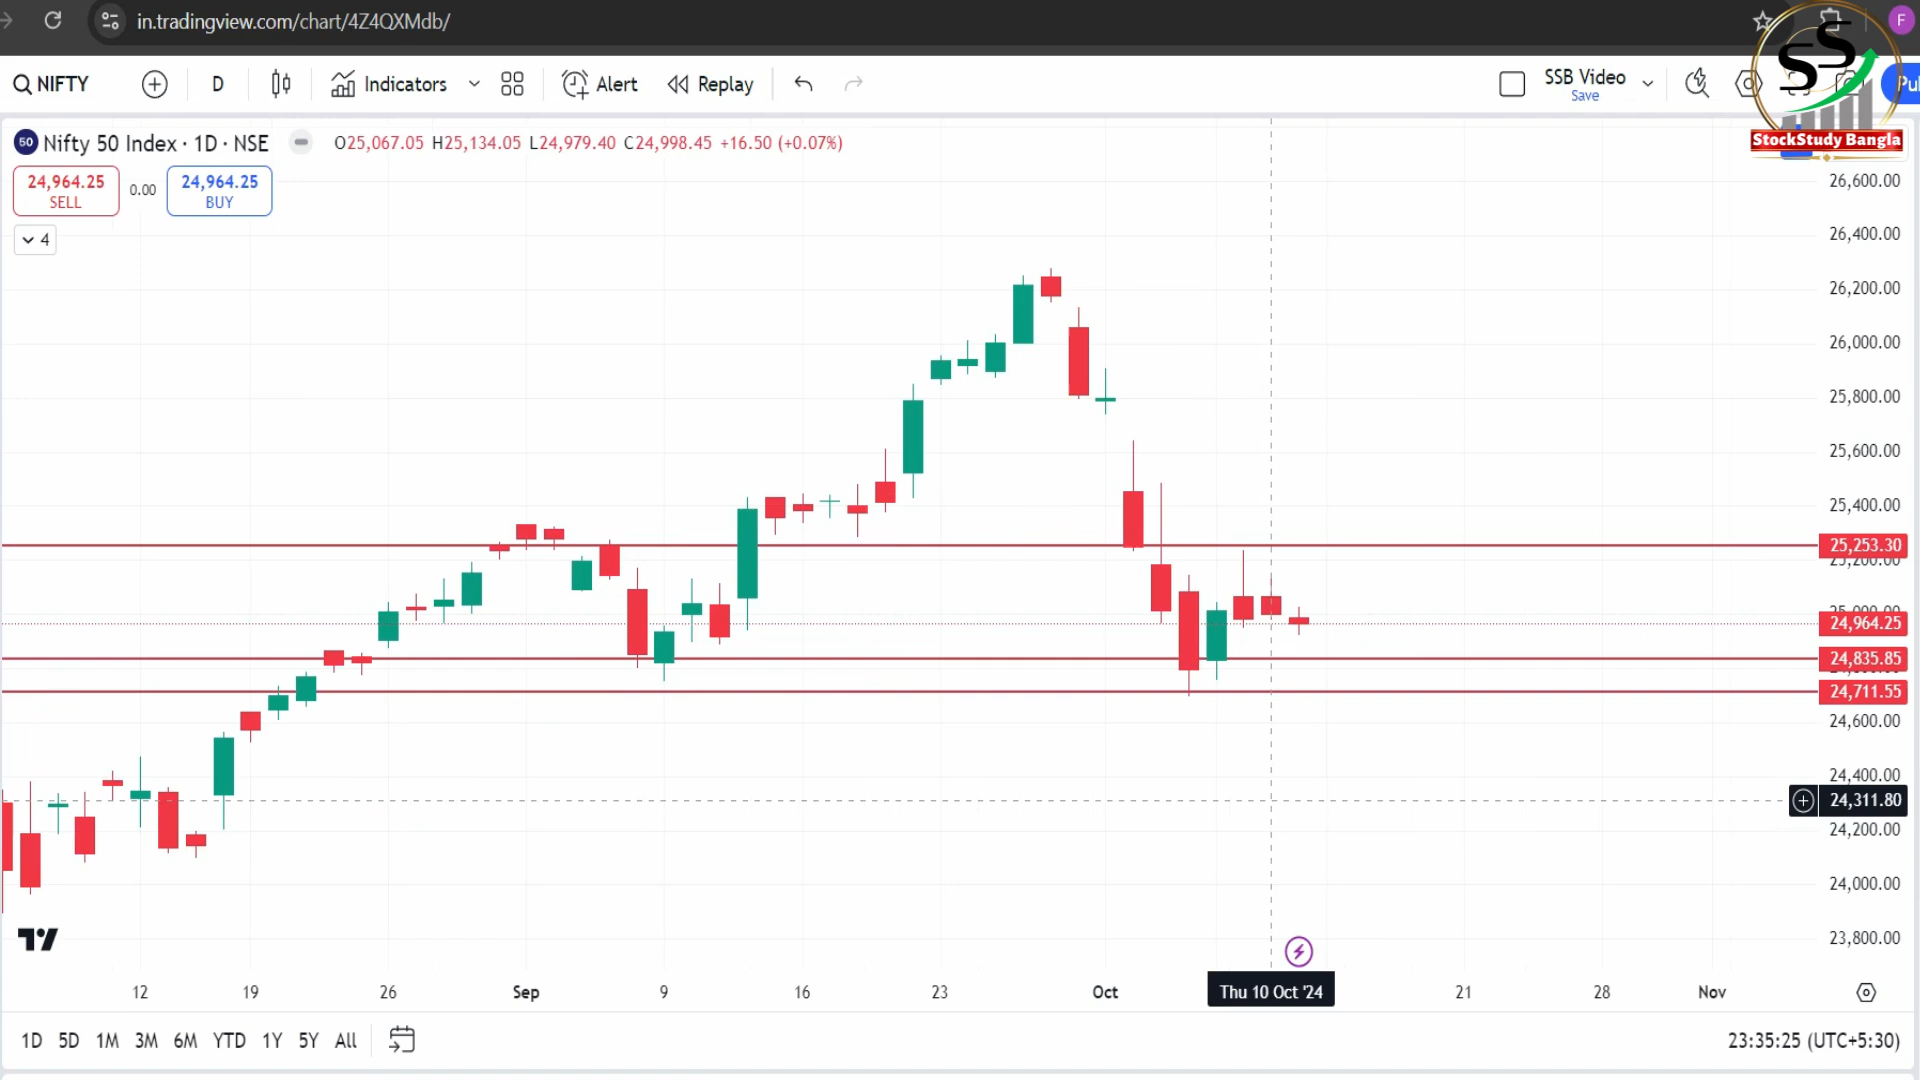 in.tradingview.com/chart/4Z4QXMdb/
F
NIFTY
D
Indicators
Alert
Replay
SSB Video
Save
SS
StockStudy Bangla
50 Nifty 50 Index · 1D · NSE
O25,067.05 H25,134.05 L24,979.40 C24,998.45 +16.50 (+0.07%)
24,964.25
SELL
0.00
24,964.25
BUY
4
26,600.00
26,400.00
26,200.00
26,000.00
25,800.00
25,600.00
25,400.00
25,253.30
25,200.00
25,000.00
24,964.25
24,835.85
24,711.55
24,600.00
24,400.00
24,311.80
24,200.00
24,000.00
23,800.00
12
19
26
Sep
9
16
23
Oct
Thu 10 Oct '24
21
28
Nov
1D 5D 1M 3M 6M YTD 1Y 5Y All
23:35:25 (UTC+5:30)